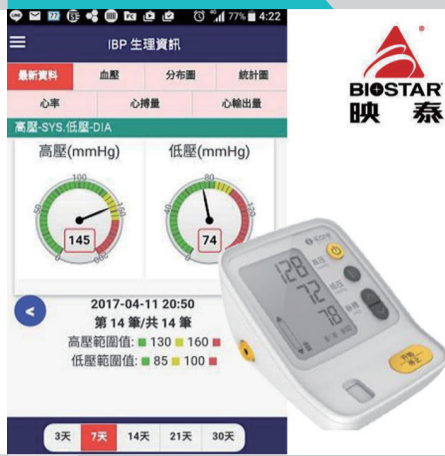 77% 4:22
IBP 生理資訊
最新資料 血壓 分布圖 統計圖
心率 心搏量 心輸出量
高壓-SYS.低壓-DIA
高壓(mmHg) 低壓(mmHg)
145 74
<
2017-04-11 20:50
第 14 筆/共 14 筆
高壓範圍值: 130 160
低壓範圍值: 85 100
3天 7天 14天 21天 30天
BIOSTAR
映泰
128
72
78